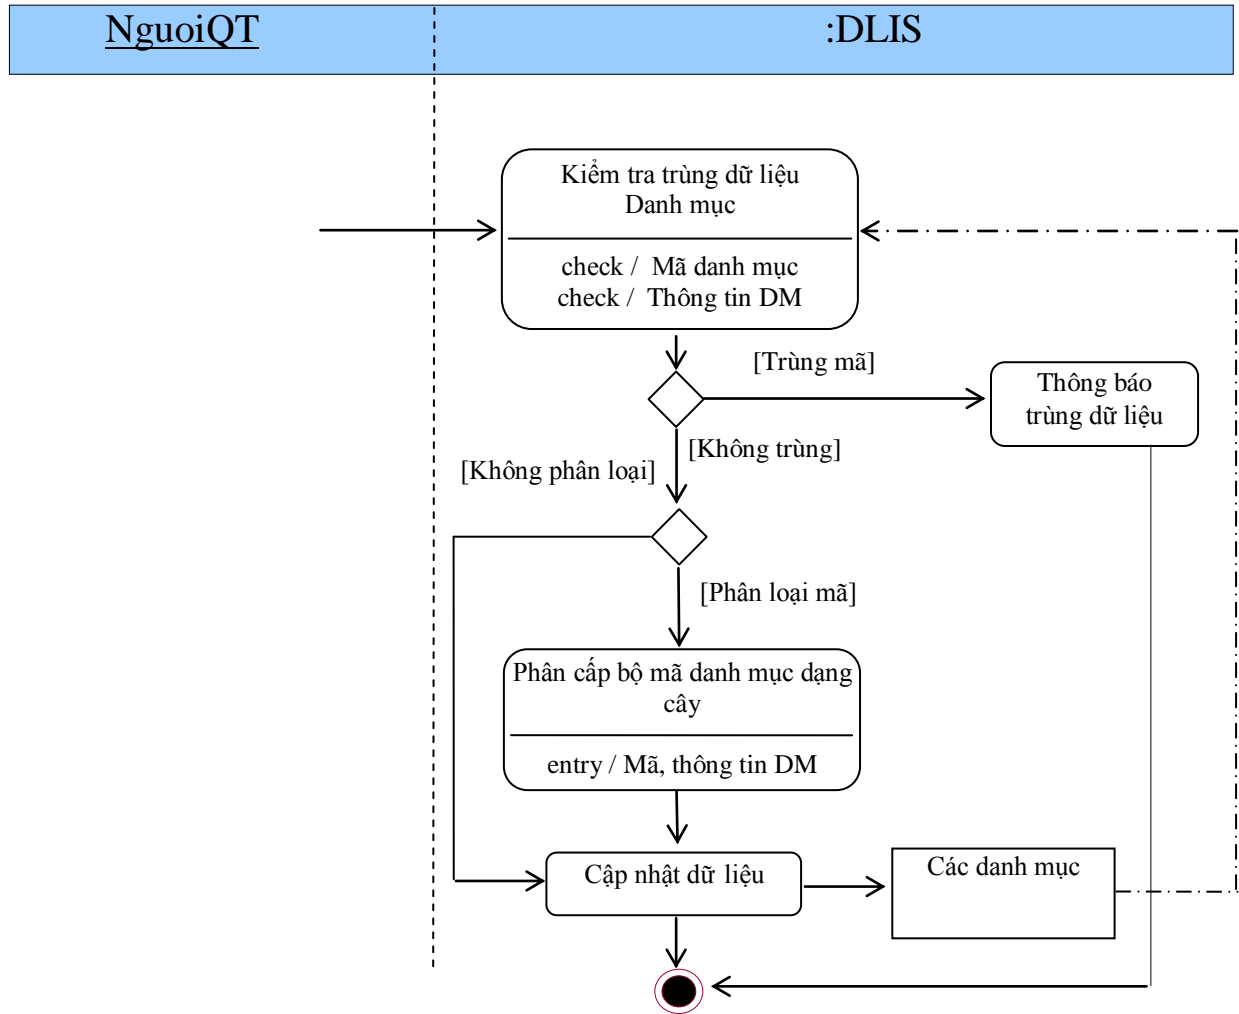 NguoiQT
:DLIS
Kiểm tra trùng dữ liệu
Danh mục
check / Mã danh mục
check / Thông tin DM
[Trùng mã]
Thông báo
trùng dữ liệu
[Không trùng]
[Không phân loại]
[Phân loại mã]
Phân cấp bộ mã danh mục dạng
cây
entry / Mã, thông tin DM
Cập nhật dữ liệu
Các danh mục